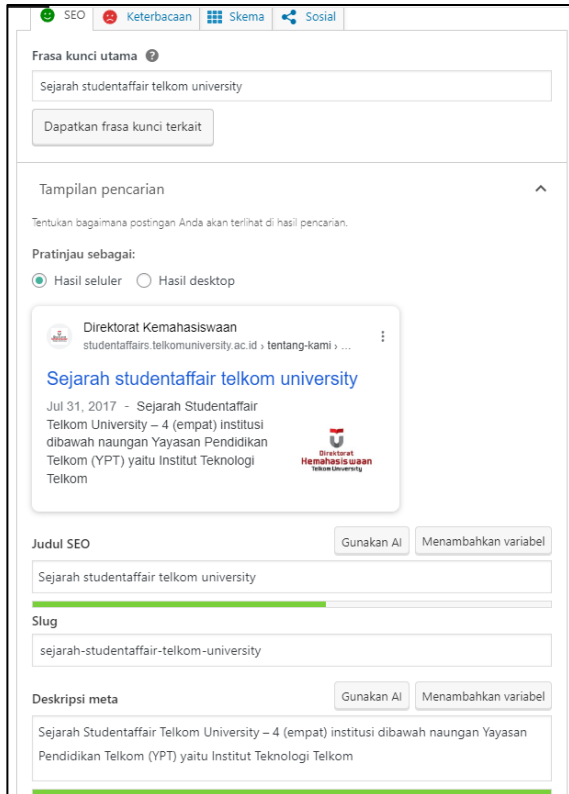 SEO Keterbacaan Skema Sosial
Frasa kunci utama ?
Sejarah studentaffair telkom university
Dapatkan frasa kunci terkait
Tampilan pencarian
Tentukan bagaimana postingan Anda akan terlihat di hasil pencarian.
Pratinjau sebagai:
Hasil seluler Hasil desktop
Direktorat Kemahasiswaan
studentaffairs.telkomuniversity.ac.id › tentang-kami › ...
Sejarah studentaffair telkom university
Jul 31, 2017 - Sejarah Studentaffair
Telkom University – 4 (empat) institusi
dibawah naungan Yayasan Pendidikan
Telkom (YPT) yaitu Institut Teknologi
Telkom
Direktorat
Kemahasiswaan
Telkom University
Judul SEO Gunakan AI Menambahkan variabel
Sejarah studentaffair telkom university
Slug
sejarah-studentaffair-telkom-university
Deskripsi meta Gunakan AI Menambahkan variabel
Sejarah Studentaffair Telkom University – 4 (empat) institusi dibawah naungan Yayasan
Pendidikan Telkom (YPT) yaitu Institut Teknologi Telkom